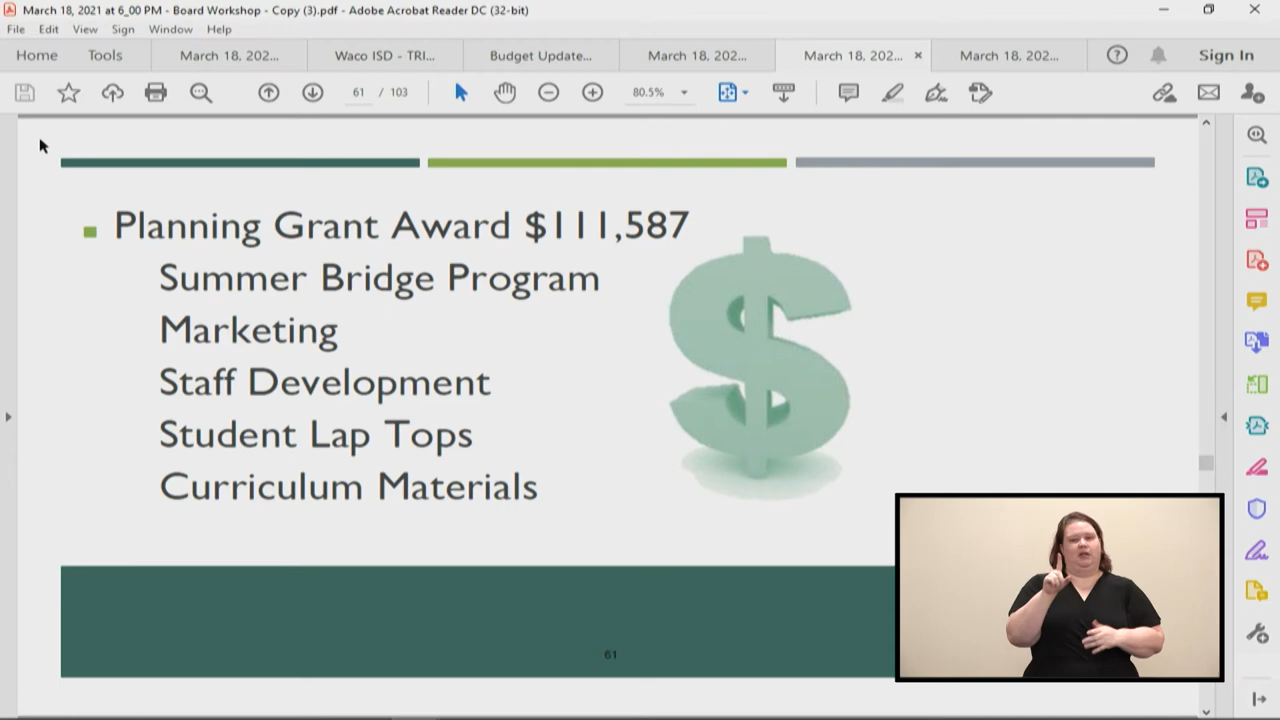 March 18, 2021 at 6_00 PM - Board Workshop - Copy (3).pdf - Adobe Acrobat Reader DC (32-bit)
File Edit View Sign Window Help
Home Tools March 18, 202... Waco ISD - TRI... Budget Update... March 18, 202... March 18, 202... × March 18, 202... Sign In
61 / 103 80.5%
Planning Grant Award $111,587
Summer Bridge Program
Marketing
Staff Development
Student Lap Tops
Curriculum Materials
61